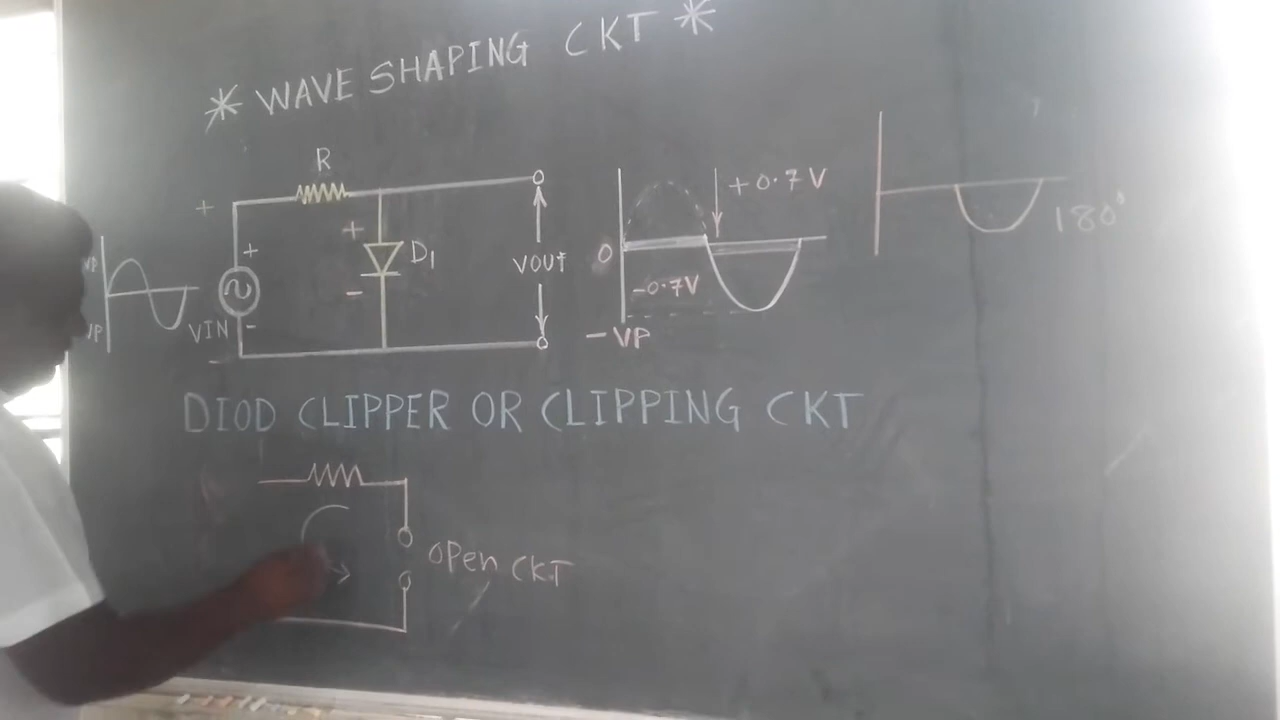 * WAVE SHAPING CKT *
R
+
+
+
-
D1
VOUT
VIN
-
-
VP
VP
+0.7V
0
-0.7V
-VP
180°
DIOD CLIPPER OR CLIPPING CKT
OPen CKT